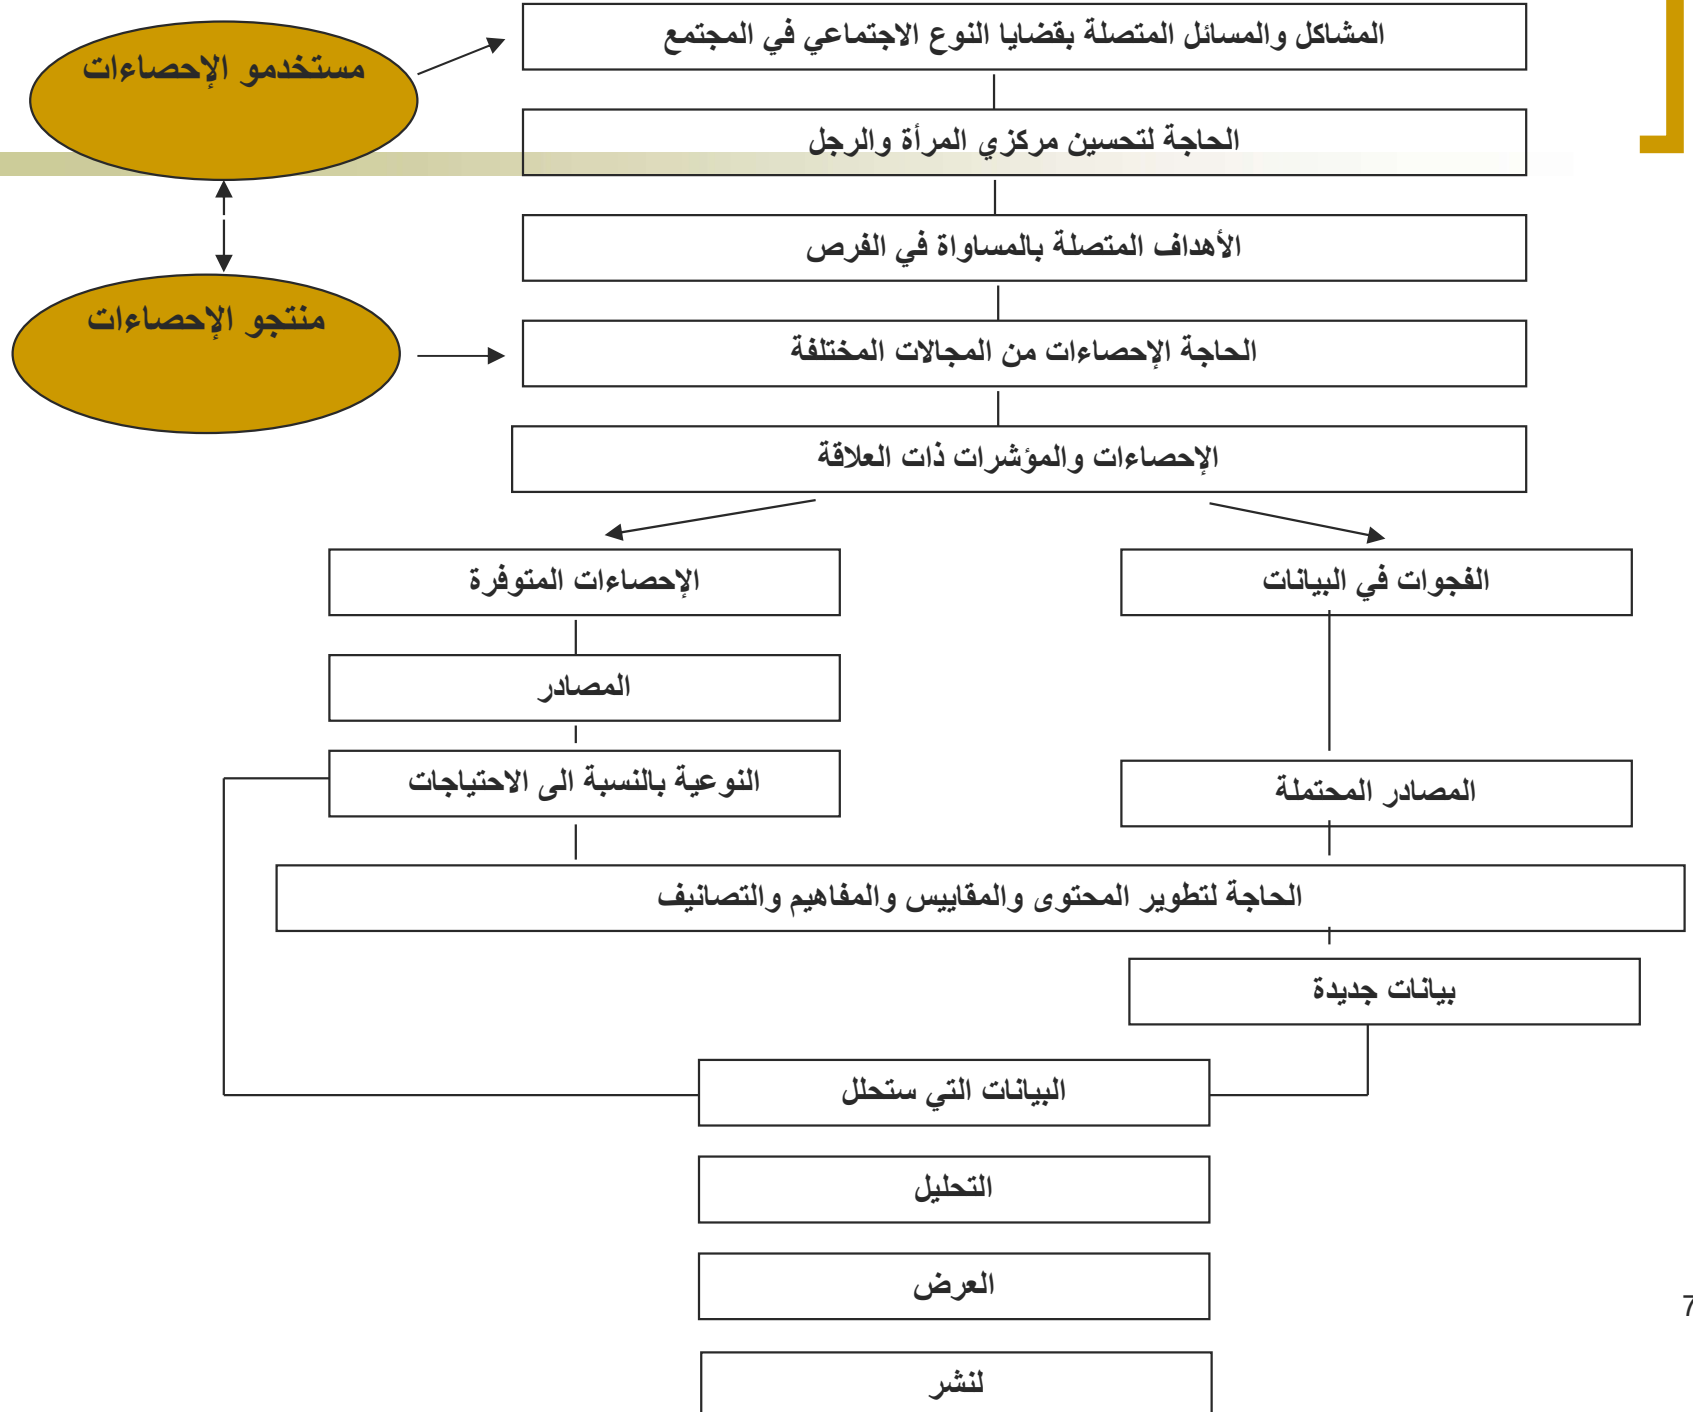 مستخدمو الإحصاءات
المشاكل والمسائل المتصلة بقضايا النوع الاجتماعي في المجتمع
الحاجة لتحسين مركزي المرأة والرجل
الأهداف المتصلة بالمساواة في الفرص
منتجو الإحصاءات
الحاجة الإحصاءات من المجالات المختلفة
الإحصاءات والمؤشرات ذات العلاقة
الفجوات في البيانات
الإحصاءات المتوفرة
المصادر
النوعية بالنسبة الى الاحتياجات
المصادر المحتملة
الحاجة لتطوير المحتوى والمقاييس والمفاهيم والتصانيف
بيانات جديدة
البيانات التي ستحلل
التحليل
العرض
7
لنشر